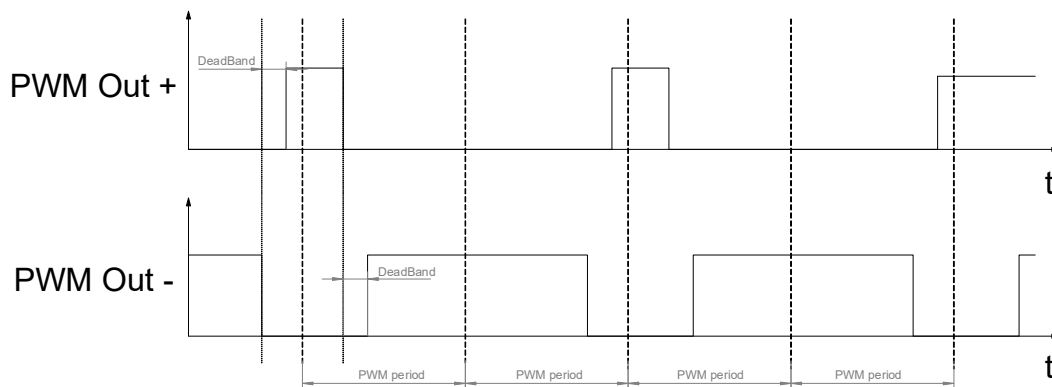 DeadBand
PWM Out +
t
PWM Out -
DeadBand
t
PWM period
PWM period
PWM period
PWM period